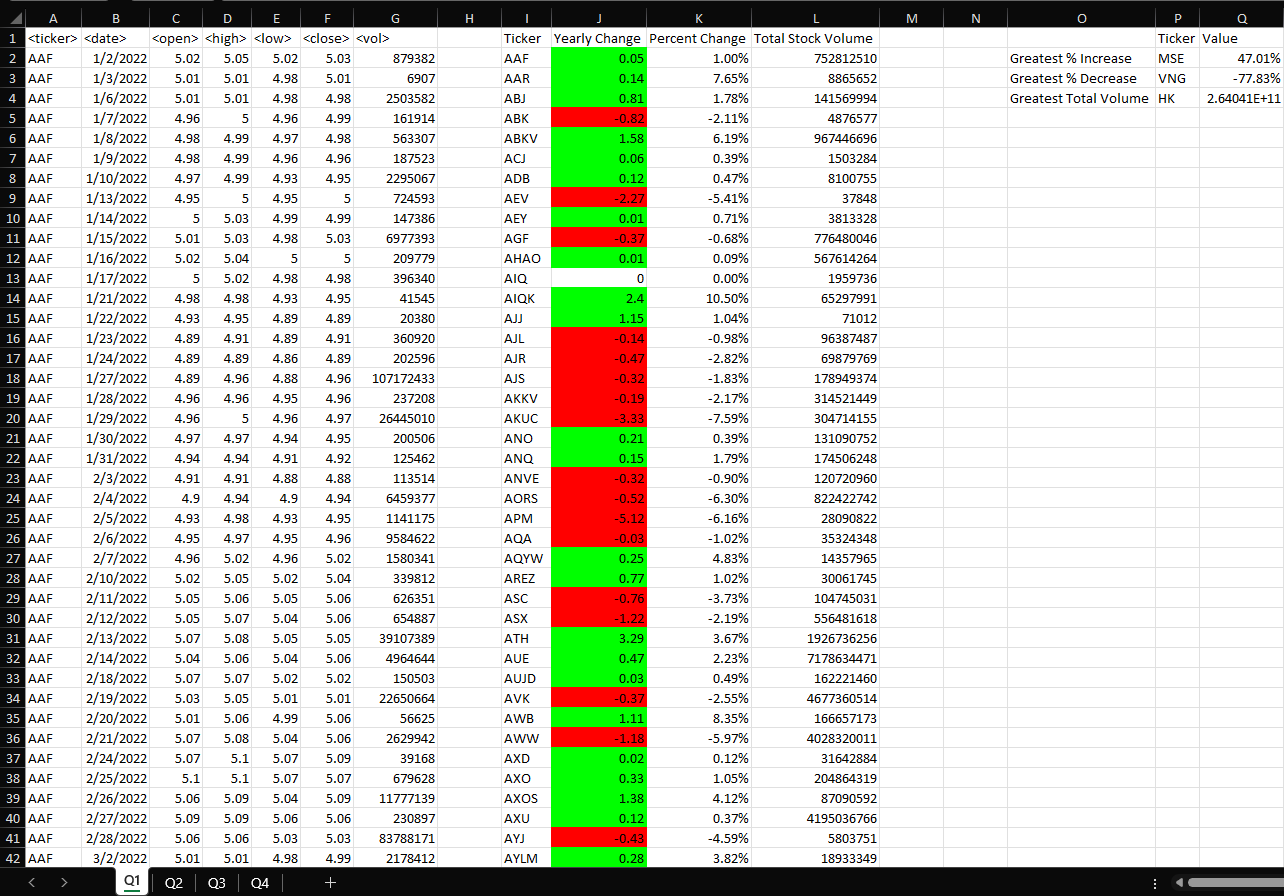 A B C D E F G H I J K L M N O P Q
1 <ticker> <date> <open> <high> <low> <close> <vol> Ticker Yearly Change Percent Change Total Stock Volume Ticker Value
2 AAF 1/2/2022 5.02 5.05 5.02 5.03 879382 AAF 0.05 1.00% 752812510 Greatest % Increase MSE 47.01%
3 AAF 1/3/2022 5.01 5.01 4.98 5.01 6907 AAR 0.14 7.65% 8865652 Greatest % Decrease VNG -77.83%
4 AAF 1/6/2022 5.01 5.01 4.98 4.98 2503582 ABJ 0.81 1.78% 141569994 Greatest Total Volume HK 2.64041E+11
5 AAF 1/7/2022 4.96 5 4.96 4.99 161914 ABK -0.82 -2.11% 4876577
6 AAF 1/8/2022 4.98 4.99 4.97 4.98 563307 ABKV 1.58 6.19% 967446696
7 AAF 1/9/2022 4.98 4.99 4.96 4.96 187523 ACJ 0.06 0.39% 1503284
8 AAF 1/10/2022 4.97 4.99 4.93 4.95 2295067 ADB 0.12 0.47% 8100755
9 AAF 1/13/2022 4.95 5 4.95 5 724593 AEV -2.27 -5.41% 37848
10 AAF 1/14/2022 5 5.03 4.99 4.99 147386 AEY 0.01 0.71% 3813328
11 AAF 1/15/2022 5.01 5.03 4.98 5.03 6977393 AGF -0.37 -0.68% 776480046
12 AAF 1/16/2022 5.02 5.04 5 5 209779 AHAO 0.01 0.09% 567614264
13 AAF 1/17/2022 5 5.02 4.98 4.98 396340 AIQ 0 0.00% 1959736
14 AAF 1/21/2022 4.98 4.98 4.93 4.95 41545 AIQK 2.4 10.50% 65297991
15 AAF 1/22/2022 4.93 4.95 4.89 4.89 20380 AJJ 1.15 1.04% 71012
16 AAF 1/23/2022 4.89 4.91 4.89 4.91 360920 AJL -0.14 -0.98% 96387487
17 AAF 1/24/2022 4.89 4.89 4.86 4.89 202596 AJR -0.47 -2.82% 69879769
18 AAF 1/27/2022 4.89 4.96 4.88 4.96 107172433 AJS -0.32 -1.83% 178949374
19 AAF 1/28/2022 4.96 4.96 4.95 4.96 237208 AKKV -0.19 -2.17% 314521449
20 AAF 1/29/2022 4.96 5 4.96 4.97 26445010 AKUC -3.33 -7.59% 304714155
21 AAF 1/30/2022 4.97 4.97 4.94 4.95 200506 ANO 0.21 0.39% 131090752
22 AAF 1/31/2022 4.94 4.94 4.91 4.92 125462 ANQ 0.15 1.79% 174506248
23 AAF 2/3/2022 4.91 4.91 4.88 4.88 113514 ANVE -0.32 -0.90% 120720960
24 AAF 2/4/2022 4.9 4.94 4.9 4.94 6459377 AORS -0.52 -6.30% 822422742
25 AAF 2/5/2022 4.93 4.98 4.93 4.95 1141175 APM -5.12 -6.16% 28090822
26 AAF 2/6/2022 4.95 4.97 4.95 4.96 9584622 AQA -0.03 -1.02% 35324348
27 AAF 2/7/2022 4.96 5.02 4.96 5.02 1580341 AQYW 0.25 4.83% 14357965
28 AAF 2/10/2022 5.02 5.05 5.02 5.04 339812 AREZ 0.77 1.02% 30061745
29 AAF 2/11/2022 5.05 5.06 5.05 5.06 626351 ASC -0.76 -3.73% 104745031
30 AAF 2/12/2022 5.05 5.07 5.04 5.06 654887 ASX -1.22 -2.19% 556481618
31 AAF 2/13/2022 5.07 5.08 5.05 5.05 39107389 ATH 3.29 3.67% 1926736256
32 AAF 2/14/2022 5.04 5.06 5.04 5.06 4964644 AUE 0.47 2.23% 7178634471
33 AAF 2/18/2022 5.07 5.07 5.02 5.02 150503 AUJD 0.03 0.49% 162221460
34 AAF 2/19/2022 5.03 5.05 5.01 5.01 22650664 AVK -0.37 -2.55% 4677360514
35 AAF 2/20/2022 5.01 5.06 4.99 5.06 56625 AWB 1.11 8.35% 166657173
36 AAF 2/21/2022 5.07 5.08 5.04 5.06 2629942 AWW -1.18 -5.97% 4028320011
37 AAF 2/24/2022 5.07 5.1 5.07 5.09 39168 AXD 0.02 0.12% 31642884
38 AAF 2/25/2022 5.1 5.1 5.07 5.07 679628 AXO 0.33 1.05% 204864319
39 AAF 2/26/2022 5.06 5.09 5.04 5.09 11777139 AXOS 1.38 4.12% 87090592
40 AAF 2/27/2022 5.09 5.09 5.06 5.06 230897 AXU 0.12 0.37% 4195036766
41 AAF 2/28/2022 5.06 5.06 5.03 5.03 83788171 AYJ -0.43 -4.59% 5803751
42 AAF 3/2/2022 5.01 5.01 4.98 4.99 2178412 AYLM 0.28 3.82% 18933349
Q1 Q2 Q3 Q4